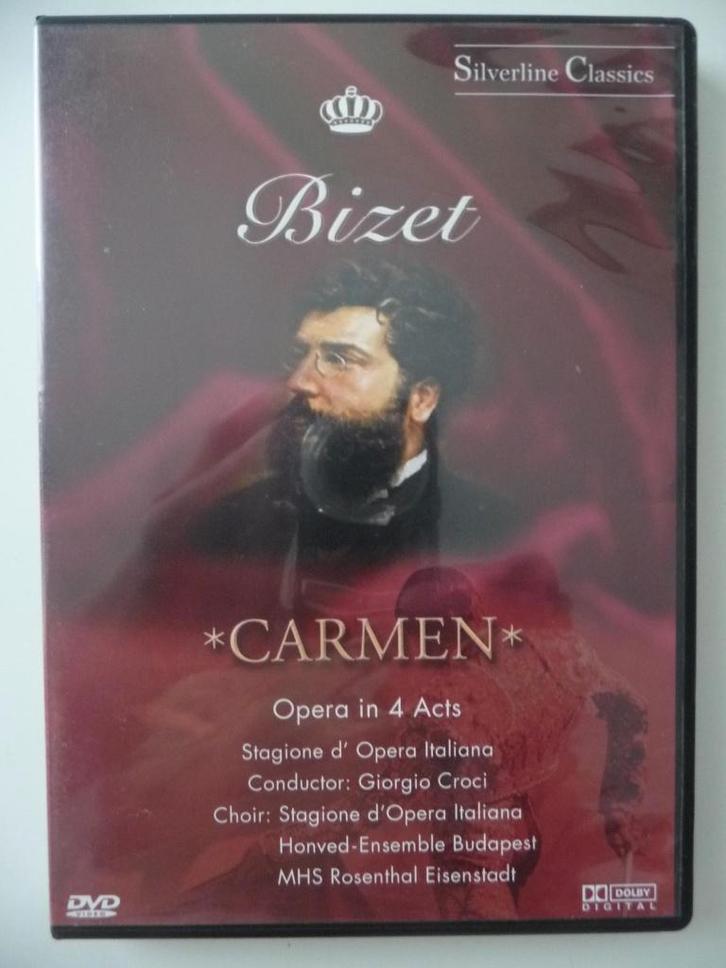 Silverline Classics
Bizet
*CARMEN*
Opera in 4 Acts
Stagione d' Opera Italiana
Conductor: Giorgio Croci
Choir: Stagione d'Opera Italiana
Honved-Ensemble Budapest
MHS Rosenthal Eisenstadt
DVD
VIDEO
DOLBY
DIGITAL